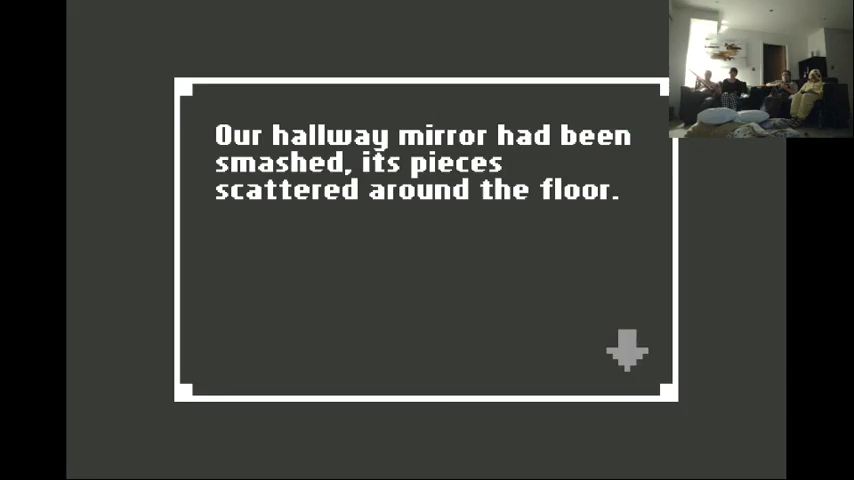 Our hallway mirror had been
smashed, its pieces
scattered around the floor.